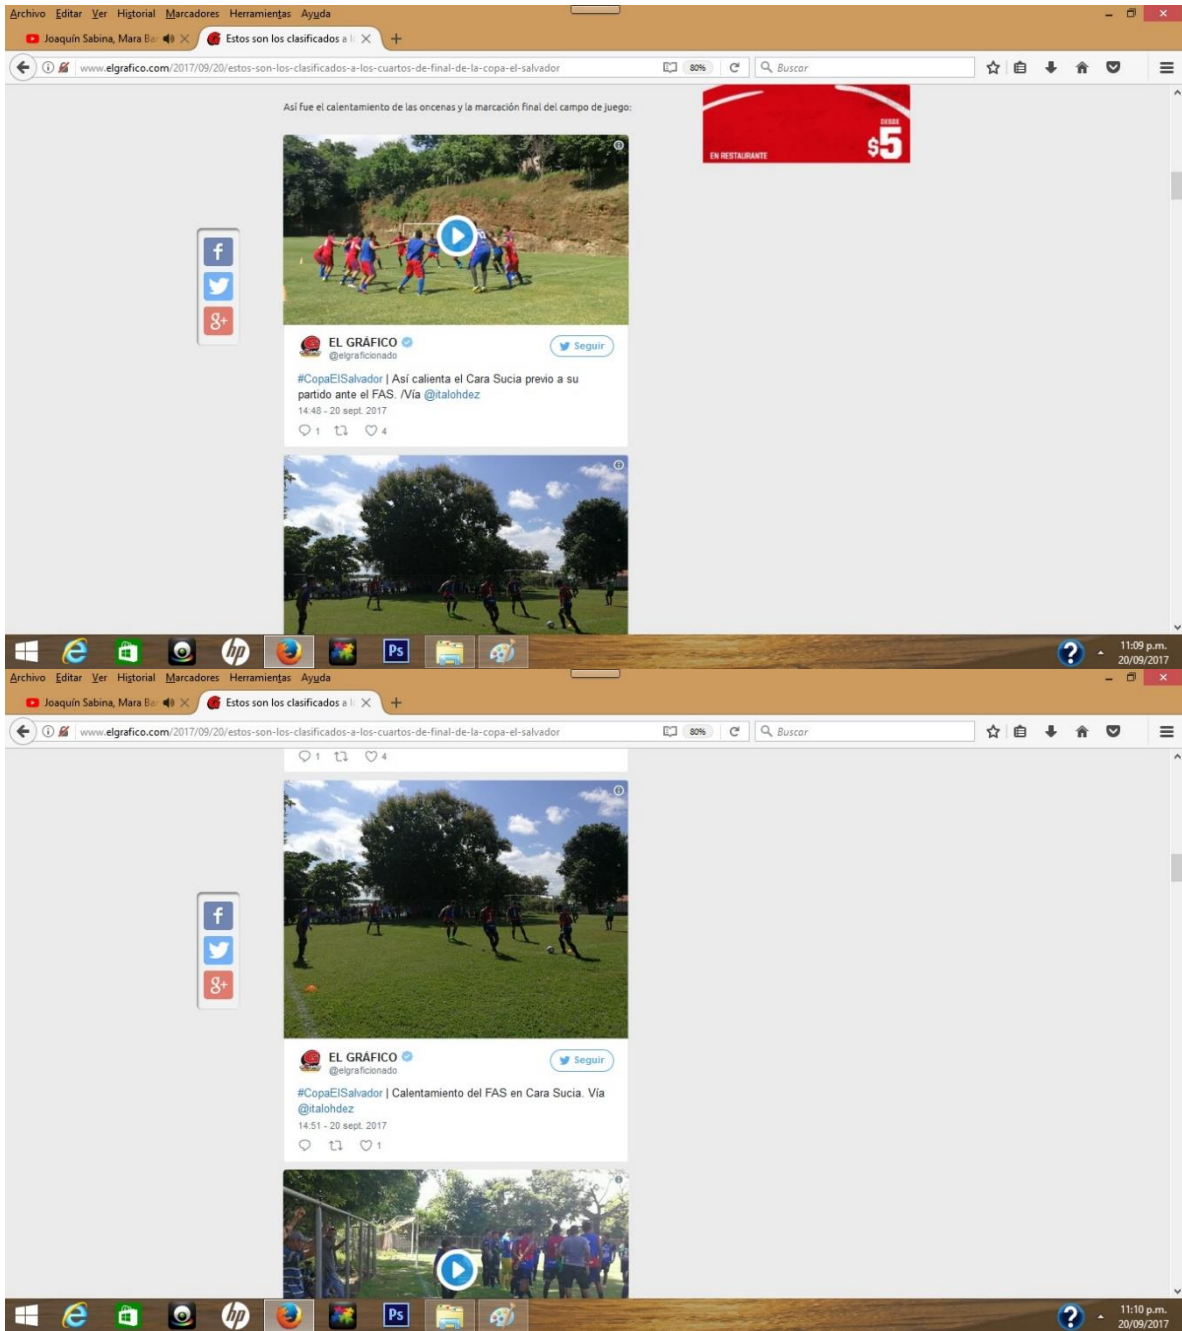 Archivo Editar Ver Historial Marcadores Herramientas Ayuda
Joaquín Sabina, Mara Ba
Estos son los clasificados a l
www.elgrafico.com/2017/09/20/estos-son-los-clasificados-a-los-cuartos-de-final-de-la-copa-el-salvador
80%
Buscar
Así fue el calentamiento de las oncenas y la marcación final del campo de juego:
EN RESTAURANTE
DESDE
$5
f
g+
EL GRÁFICO
@elgraficionado
Seguir
#CopaElSalvador | Así calienta el Cara Sucia previo a su
partido ante el FAS. /Vía @italohdez
14:48 - 20 sept. 2017
1
4
hp
Ps
?
11:09 p.m.
20/09/2017
Archivo Editar Ver Historial Marcadores Herramientas Ayuda
Joaquín Sabina, Mara Ba
Estos son los clasificados a l
www.elgrafico.com/2017/09/20/estos-son-los-clasificados-a-los-cuartos-de-final-de-la-copa-el-salvador
80%
Buscar
1
4
f
g+
EL GRÁFICO
@elgraficionado
Seguir
#CopaElSalvador | Calentamiento del FAS en Cara Sucia. Vía
@italohdez
14:51 - 20 sept. 2017
1
hp
Ps
?
11:10 p.m.
20/09/2017